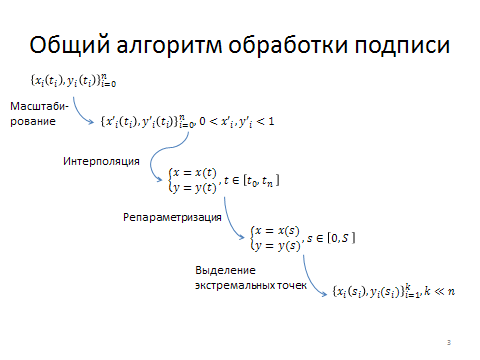 Общий алгоритм обработки подписи
{xᵢ(tᵢ), yᵢ(tᵢ)}ⁿᵢ₌₀
Масштаби-
рование
{x'ᵢ(tᵢ), y'ᵢ(tᵢ)}ⁿᵢ₌₀, 0 < x'ᵢ, y'ᵢ < 1
Интерполяция
{x = x(t)
y = y(t)', t ∈ [t₀, tₙ]
Репараметризация
{x = x(s)
y = y(s)', s ∈ [0, S]
Выделение
экстремальных точек
{xᵢ(sᵢ), yᵢ(sᵢ)}ᵏᵢ₌₁, k ≪ n
3